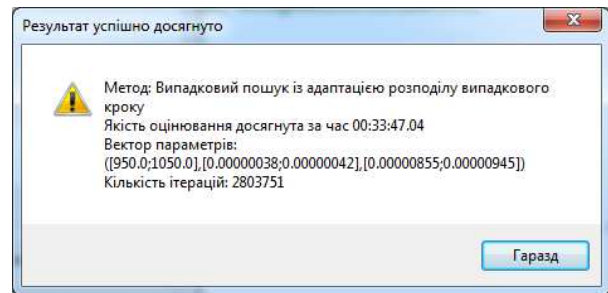 Результат успішно досягнуто
Метод: Випадковий пошук із адаптацією розподілу випадкового
кроку
Якість оцінювання досягнута за час 00:33:47.04
Вектор параметрів:
([950.0;1050.0],[0.00000038;0.00000042],[0.00000855;0.00000945])
Кількість ітерацій: 2803751
Гаразд